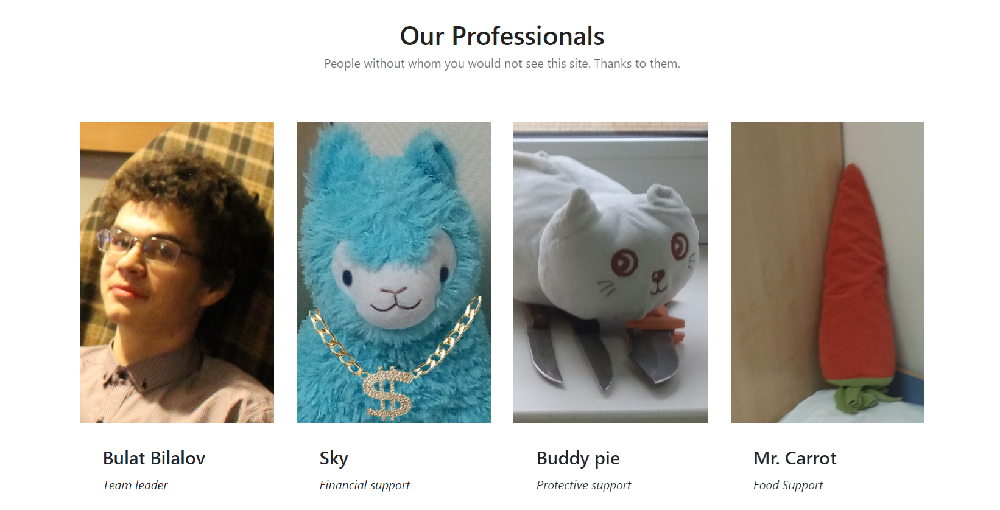 Our Professionals
People without whom you would not see this site. Thanks to them.
Bulat Bilalov
Team leader
Sky
Financial support
Buddy pie
Protective support
Mr. Carrot
Food Support